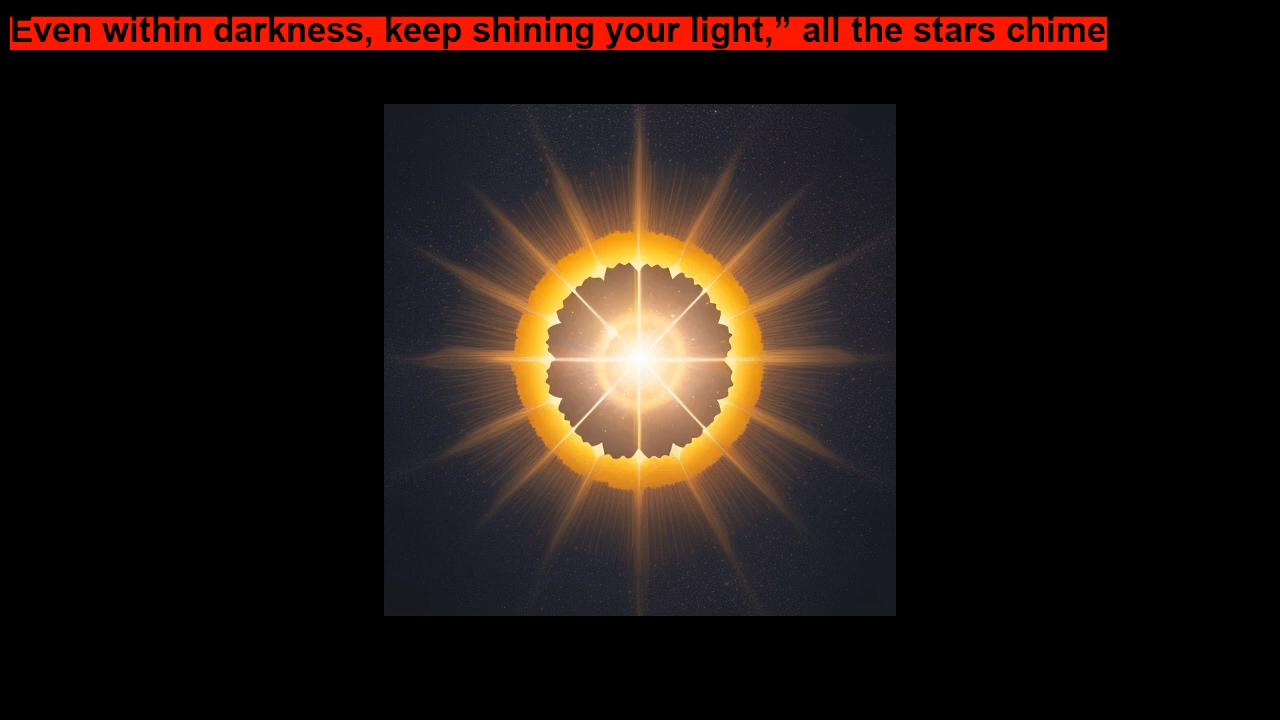 Even within darkness, keep shining your light,” all the stars chime